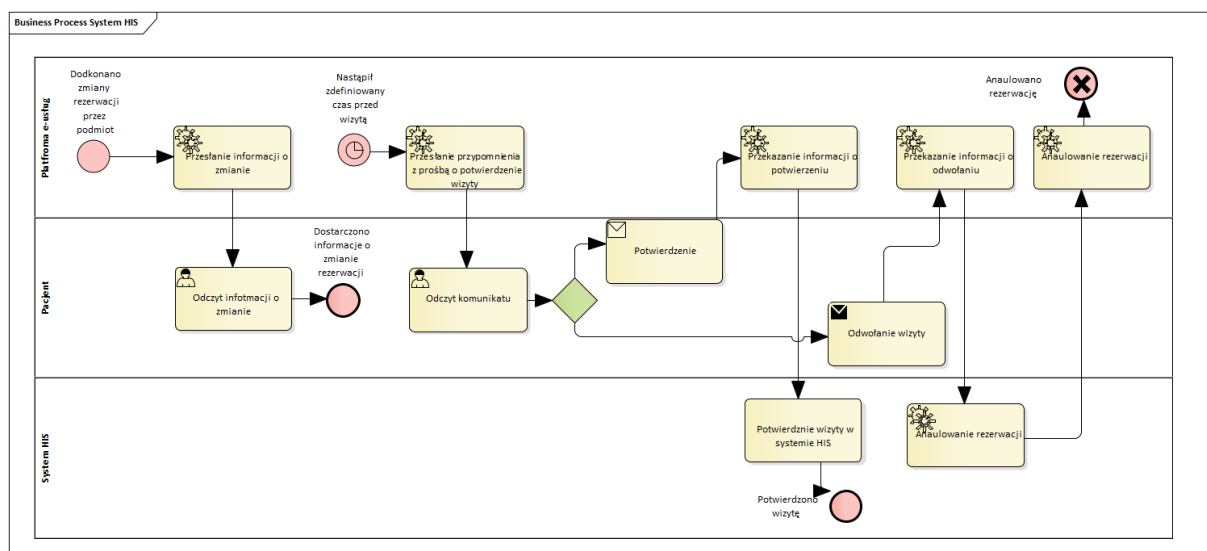 Business Process System HIS
Platfroma e-usług
Dodkonano
zmiany
rezerwacji
przez
podmiot
Przesłanie informacji o
zmianie
Nastąpił
zdefiniowany
czas przed
wizytą
Przesłanie przypomnienia
z prośbą o potwierdzenie
wizyty
Przekazanie informacji o
potwierzeniu
Przekazanie informacji o
odwołaniu
Anaulowano
rezerwację
Anaulowanie rezerwacji
Pacjent
Odczyt infotmacji o
zmianie
Dostarczono
informacje o
zmianie
rezerwacji
Odczyt komunikatu
Potwierdzenie
Odwołanie wizyty
System HIS
Potwierdznie wizyty w
systemie HIS
Potwierdzono
wizytę
Anaulowanie rezerwacji